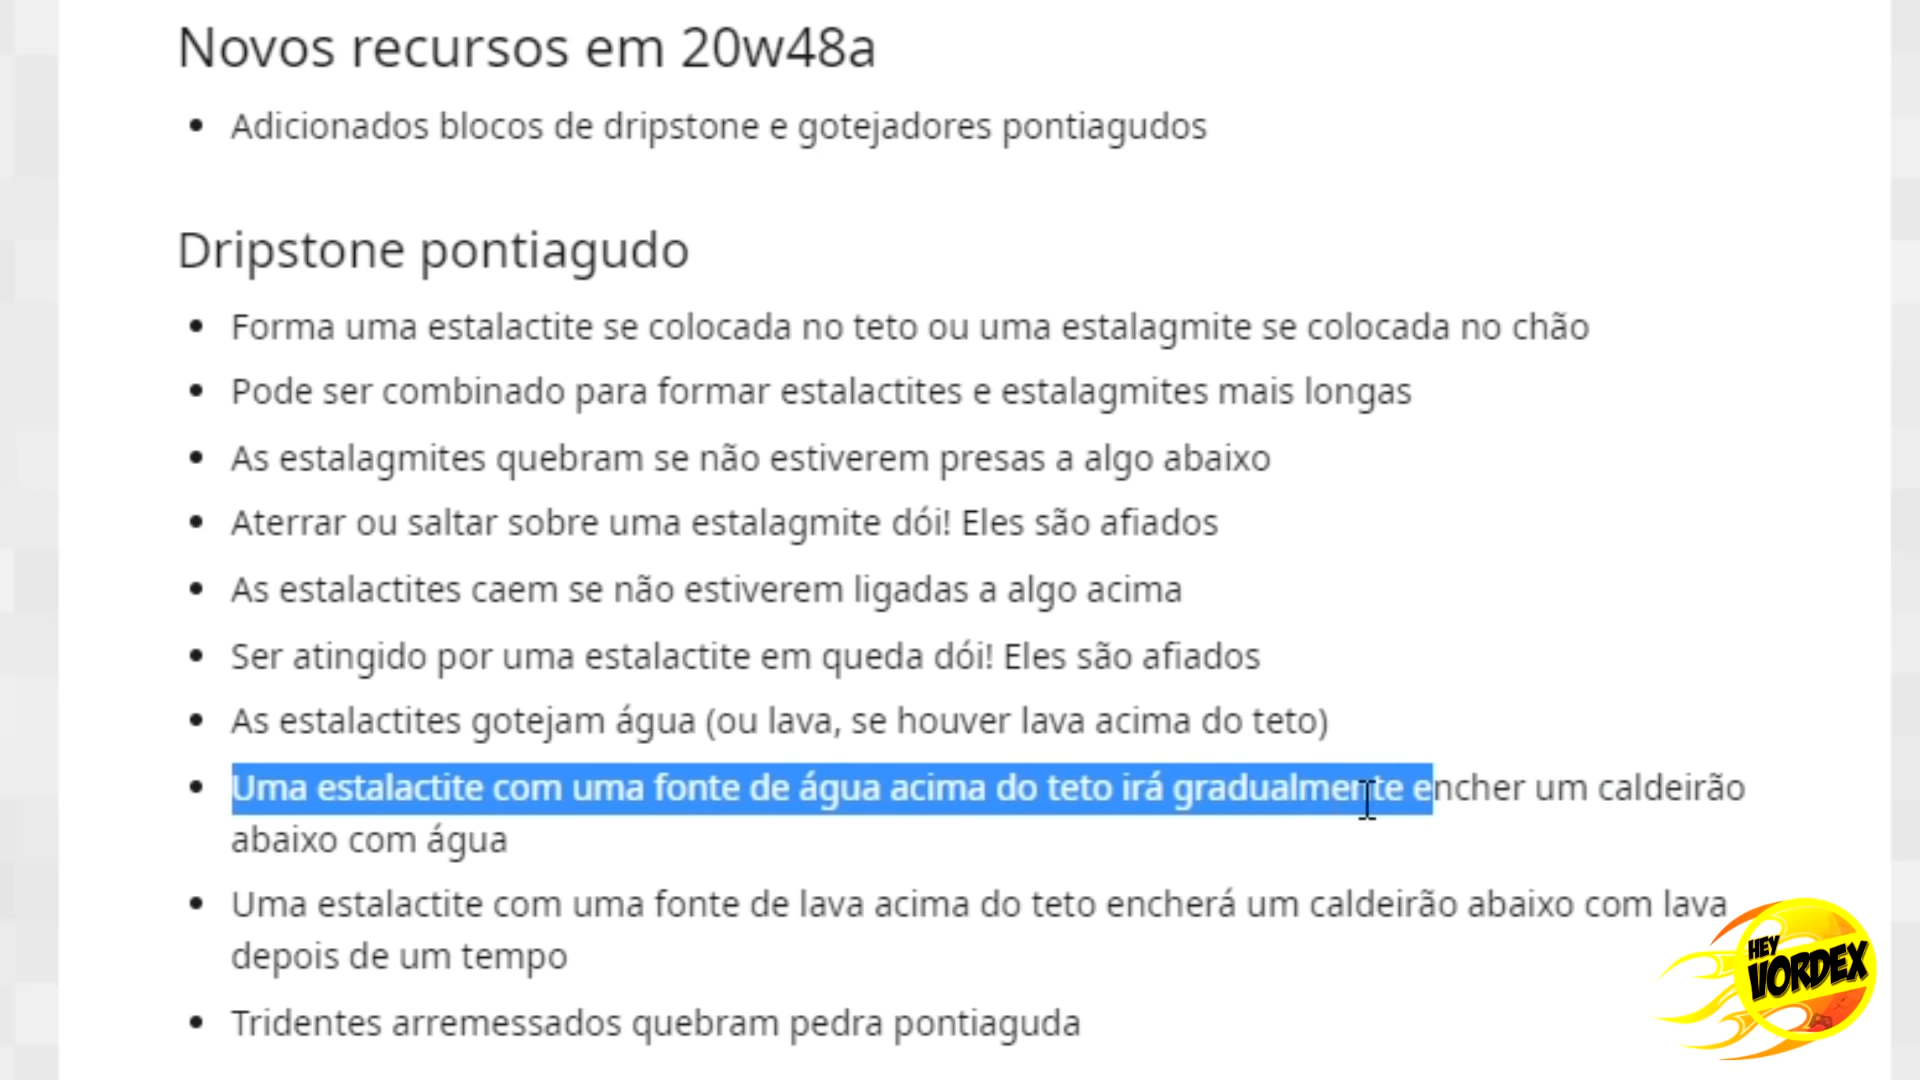 Novos recursos em 20w48a
Adicionados blocos de dripstone e gotejadores pontiagudos
Dripstone pontiagudo
Forma uma estalactite se colocada no teto ou uma estalagmite se colocada no chão
Pode ser combinado para formar estalactites e estalagmites mais longas
As estalagmites quebram se não estiverem presas a algo abaixo
Aterrar ou saltar sobre uma estalagmite dói! Eles são afiados
As estalactites caem se não estiverem ligadas a algo acima
Ser atingido por uma estalactite em queda dói! Eles são afiados
As estalactites gotejam água (ou lava, se houver lava acima do teto)
Uma estalactite com uma fonte de água acima do teto irá gradualmente encher um caldeirão
abaixo com água
Uma estalactite com uma fonte de lava acima do teto encherá um caldeirão abaixo com lava
depois de um tempo
Tridentes arremessados quebram pedra pontiaguda
HEY
VORDEX